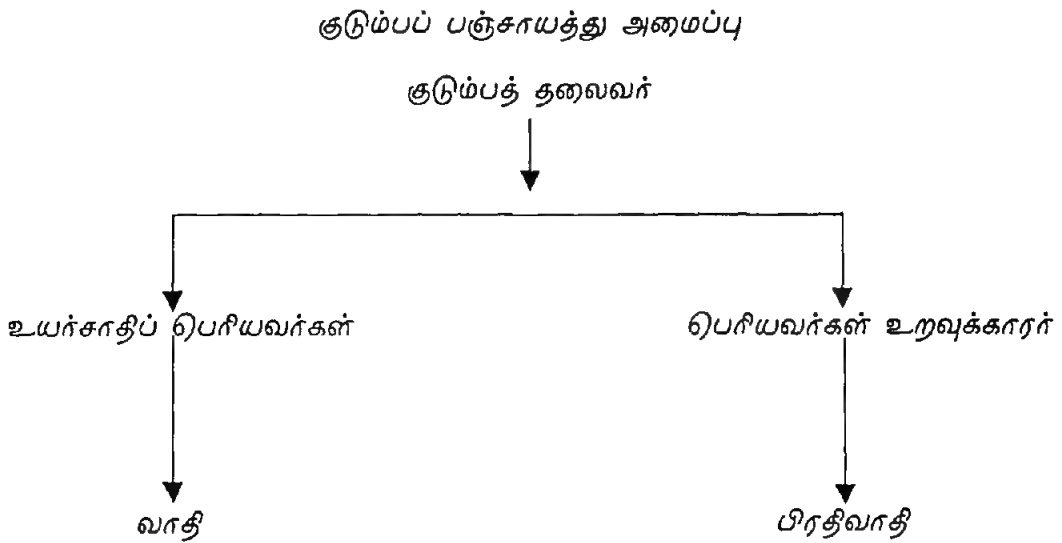 குடும்பப் பஞ்சாயத்து அமைப்பு
குடும்பத் தலைவர்
உயர்சாதிப் பெரியவர்கள்
பெரியவர்கள் உறவுக்காரர்
வாதி
பிரதிவாதி